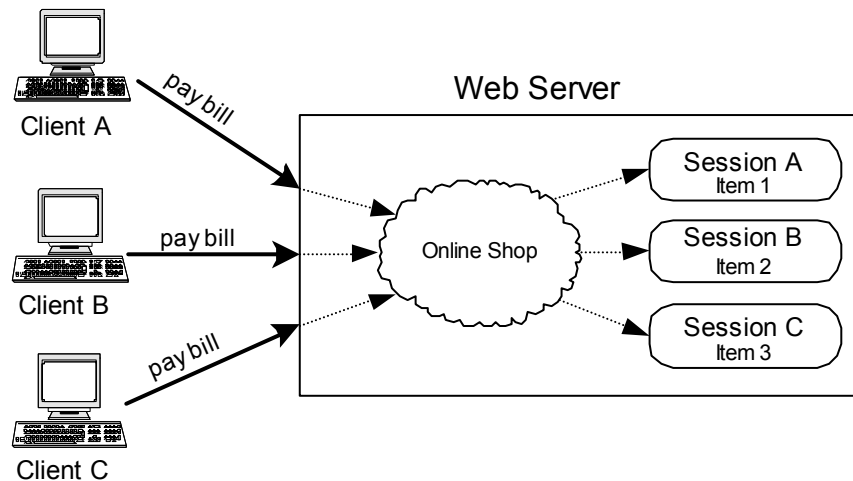 pay bill
Web Server
Client A
Session A
Item 1
pay bill
Online Shop
Session B
Item 2
Client B
pay bill
Session C
Item 3
Client C